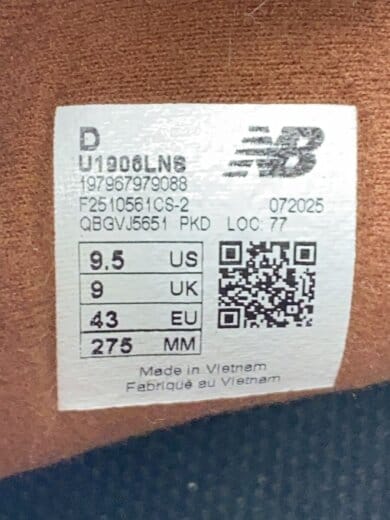 D
NB
U1906LNS
197967979088
F2510561CS-2 072025
QBGVJ5651 PKD LOC: 77
9.5 US
9 UK
43 EU
275 MM
Made in Vietnam
Fabriqué au Vietnam